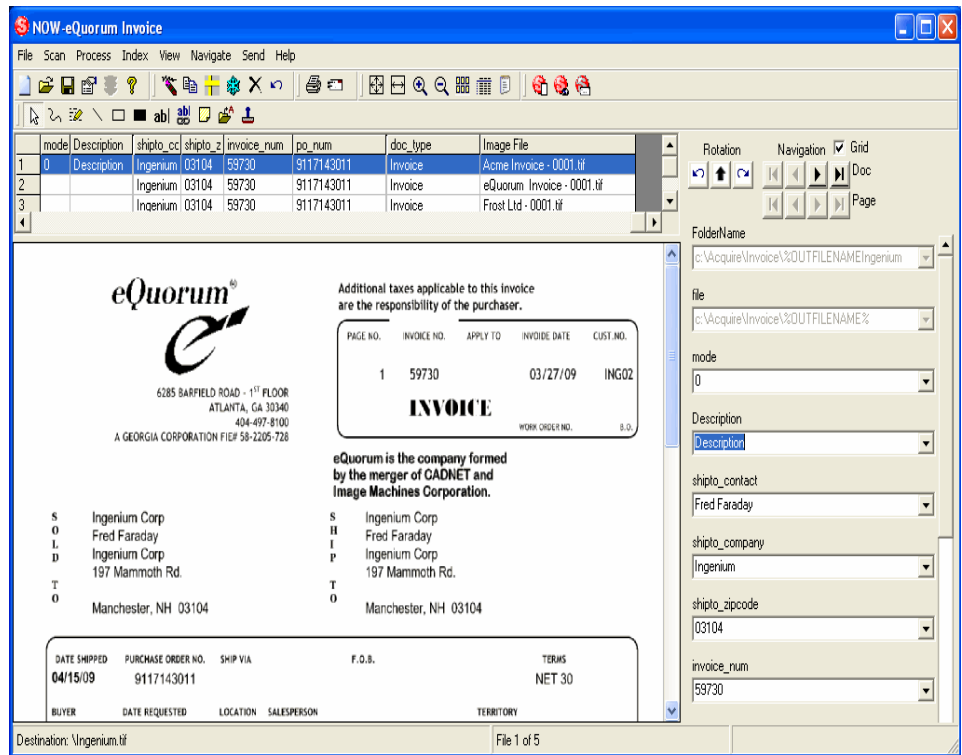 NOW-eQuorum Invoice
File Scan Process Index View Navigate Send Help
ab| ab|
mode Description shipto_cc shipto_z invoice_num po_num doc_type Image File
1 0 Description Ingenium 03104 59730 9117143011 Invoice Acme Invoice - 0001.tif
2 Ingenium 03104 59730 9117143011 Invoice eQuorum Invoice - 0001.tif
3 Ingenium 03104 59730 9117143011 Invoice Frost Ltd - 0001.tif
Rotation Navigation Grid
Doc
Page
FolderName
c:\Acquire\Invoice\%OUTFILENAMEIngenium
file
c:\Acquire\Invoice\%OUTFILENAME%
mode
0
Description
Description
shipto_contact
Fred Faraday
shipto_company
Ingenium
shipto_zipcode
03104
invoice_num
59730
eQuorum®
e
6285 BARFIELD ROAD - 1ST FLOOR
ATLANTA, GA 30340
404-497-8100
A GEORGIA CORPORATION FIE# 58-2205-728
Additional taxes applicable to this invoice
are the responsibility of the purchaser.
PAGE NO. INVOICE NO. APPLY TO INVOIDE DATE CUST.NO.
1 59730 03/27/09 ING02
INVOICE
WORK ORDER NO. B.O.
eQuorum is the company formed
by the merger of CADNET and
Image Machines Corporation.
SOLD TO
Ingenium Corp
Fred Faraday
Ingenium Corp
197 Mammoth Rd.
Manchester, NH 03104
SHIP TO
Ingenium Corp
Fred Faraday
Ingenium Corp
197 Mammoth Rd.
Manchester, NH 03104
DATE SHIPPED PURCHASE ORDER NO. SHIP VIA F.O.B. TERMS
04/15/09 9117143011 NET 30
BUYER DATE REQUESTED LOCATION SALESPERSON TERRITORY
Destination: \Ingenium.tif File 1 of 5